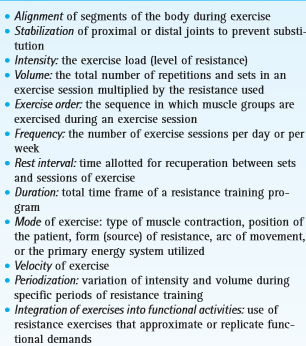 • Alignment of segments of the body during exercise
• Stabilization of proximal or distal joints to prevent substi-
tution
• Intensity: the exercise load (level of resistance)
• Volume: the total number of repetitions and sets in an
exercise session multiplied by the resistance used
• Exercise order: the sequence in which muscle groups are
exercised during an exercise session
• Frequency: the number of exercise sessions per day or per
week
• Rest interval: time allotted for recuperation between sets
and sessions of exercise
• Duration: total time frame of a resistance training pro-
gram
• Mode of exercise: type of muscle contraction, position of
the patient, form (source) of resistance, arc of movement,
or the primary energy system utilized
• Velocity of exercise
• Periodization: variation of intensity and volume during
specific periods of resistance training
• Integration of exercises into functional activities: use of
resistance exercises that approximate or replicate func-
tional demands